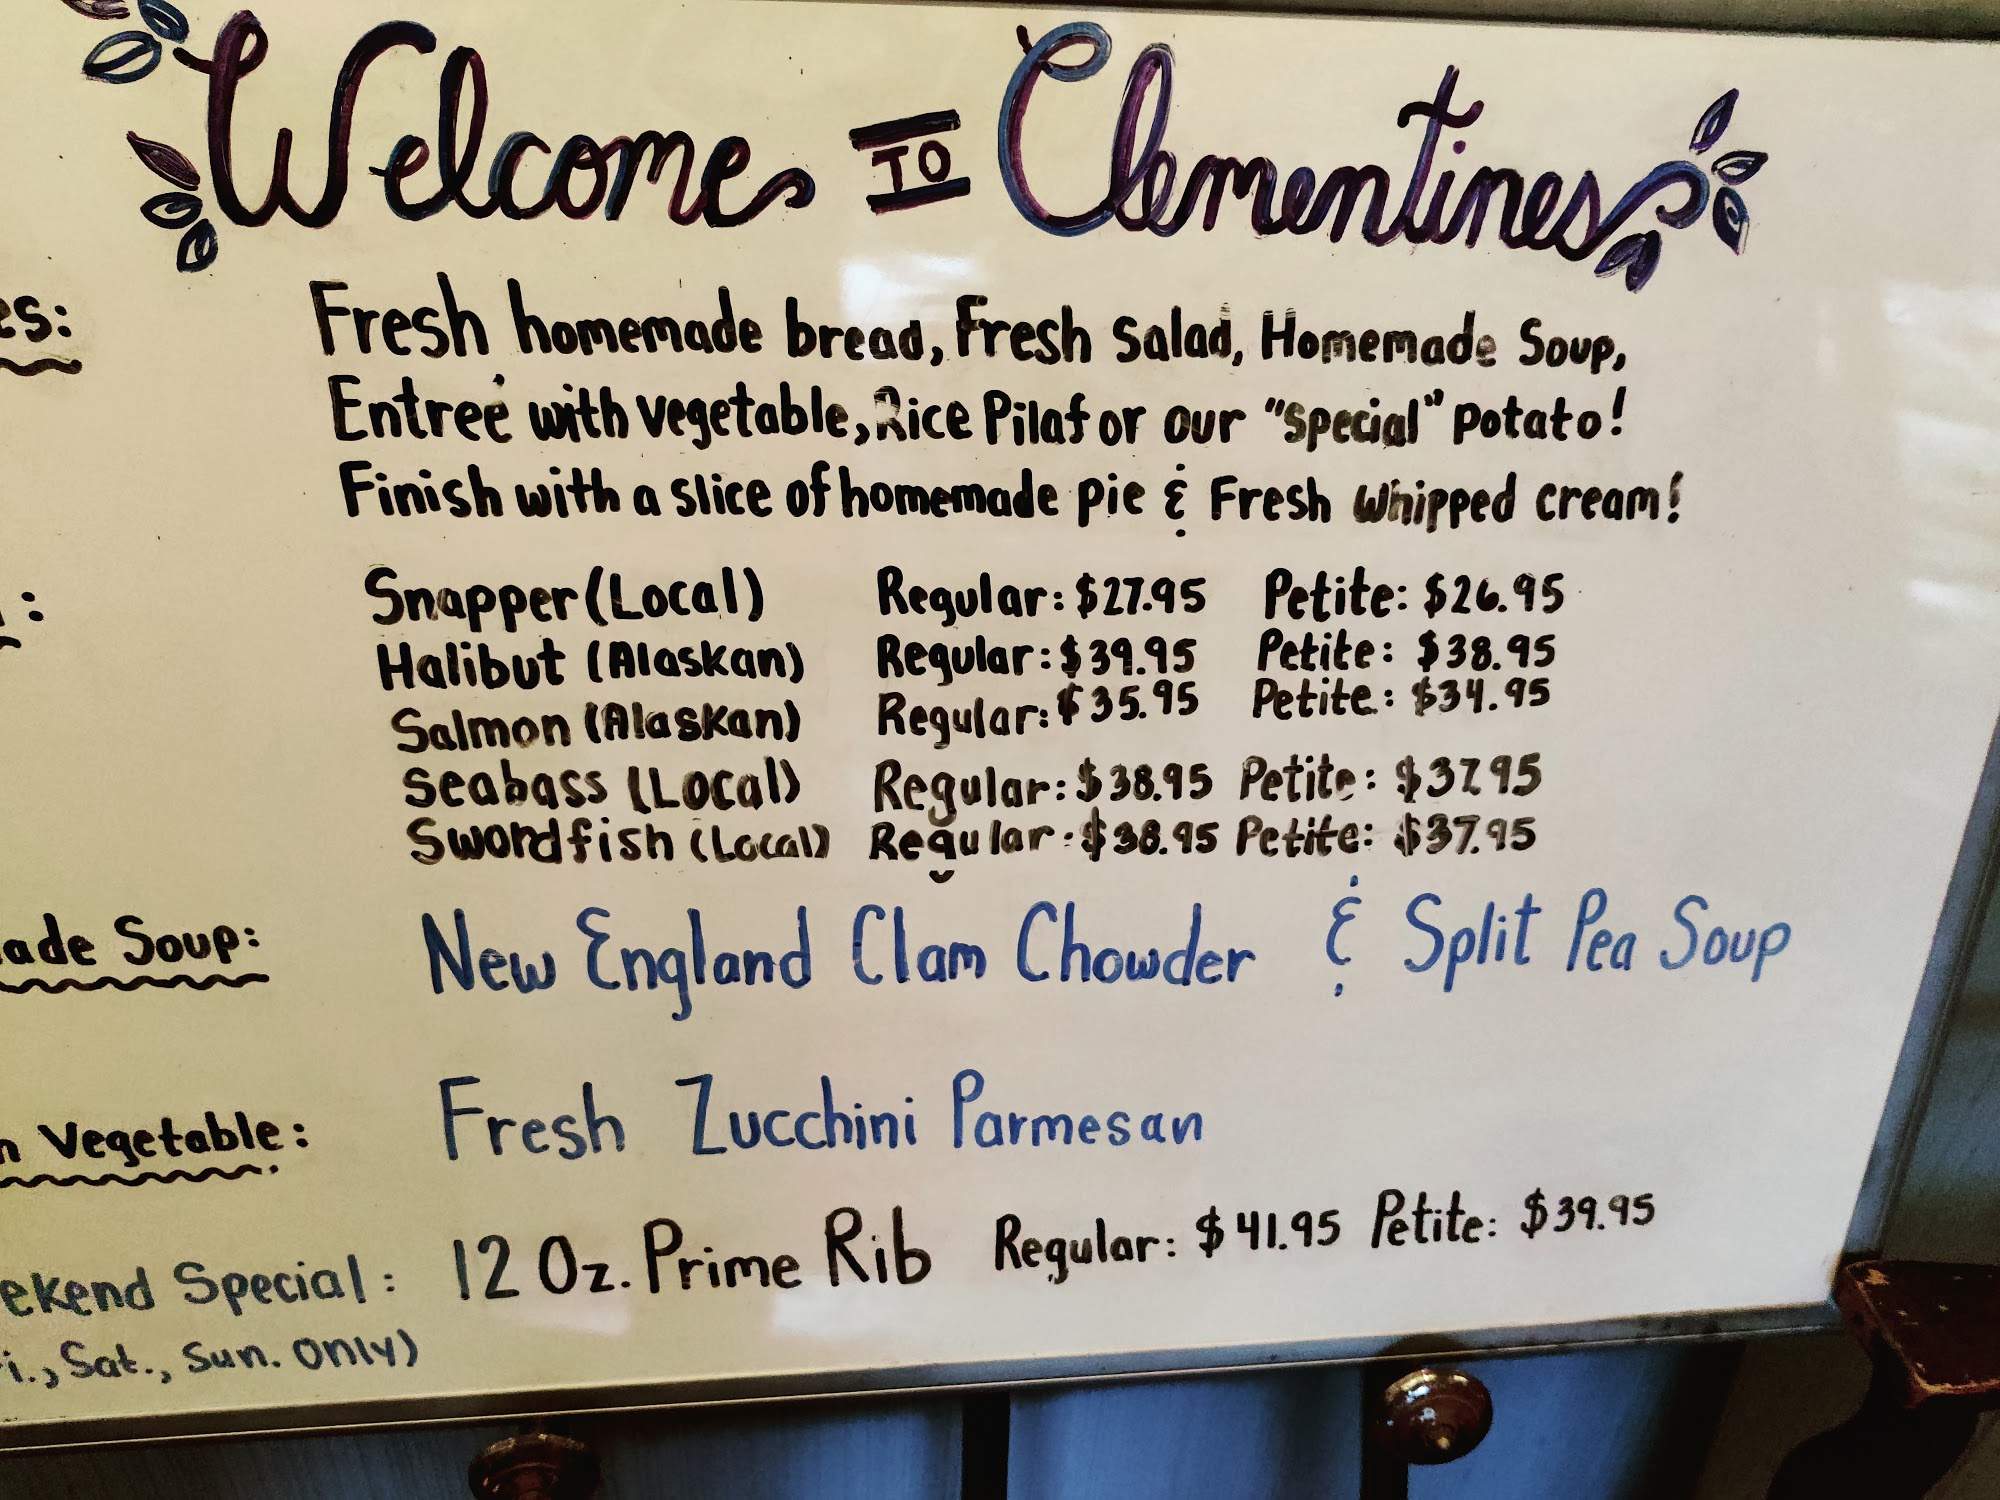 Welcome TO Clementines
es: Fresh homemade bread, Fresh Salad, Homemade Soup,
Entreé with vegetable, Rice Pilaf or our "Special" Potato!
Finish with a slice of homemade pie & Fresh Whipped cream!
: Snapper (Local) Regular: $27.95 Petite: $26.95
Halibut (Alaskan) Regular: $39.95 Petite: $38.95
Salmon (Alaskan) Regular: $35.95 Petite: $34.95
Seabass (Local) Regular: $38.95 Petite: $37.95
Swordfish (Local) Regular: $38.95 Petite: $37.95
ade Soup: New England Clam Chowder & Split Pea Soup
n Vegetable: Fresh Zucchini Parmesan
ekend Special: 12 Oz. Prime Rib Regular: $41.95 Petite: $39.95
i., Sat., Sun. Only)